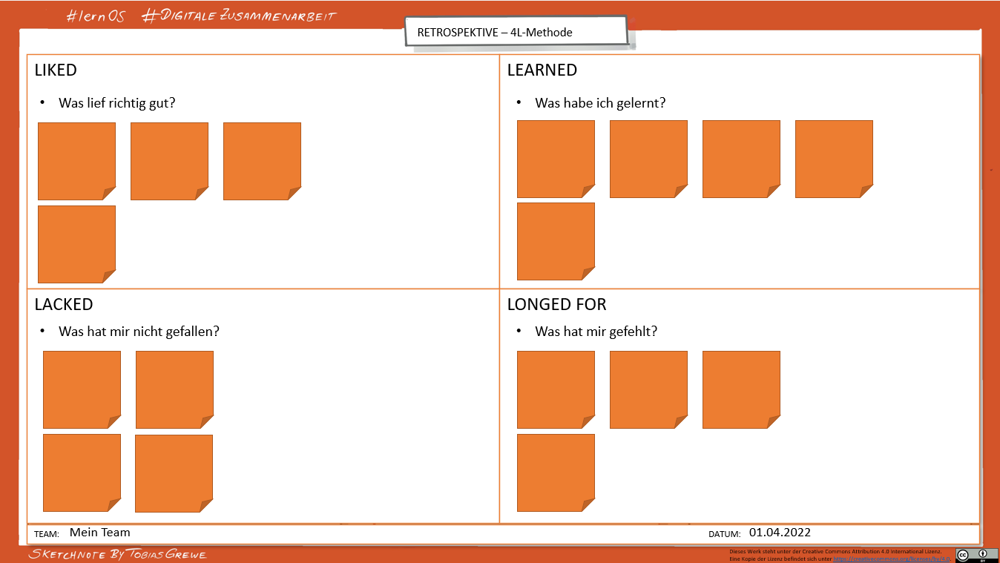 #lernOS #DIGITALE ZUSAMMENARBEIT
RETROSPEKTIVE – 4L-Methode
LIKED
• Was lief richtig gut?
LEARNED
• Was habe ich gelernt?
LACKED
• Was hat mir nicht gefallen?
LONGED FOR
• Was hat mir gefehlt?
TEAM: Mein Team
DATUM: 01.04.2022
SKETCHNOTE BY TOBIAS GREWE
Dieses Werk steht unter der Creative Commons Attribution 4.0 International Lizenz.
Eine Kopie der Lizenz befindet sich unter https://creativecommons.org/licenses/by/4.0.
cc
BY